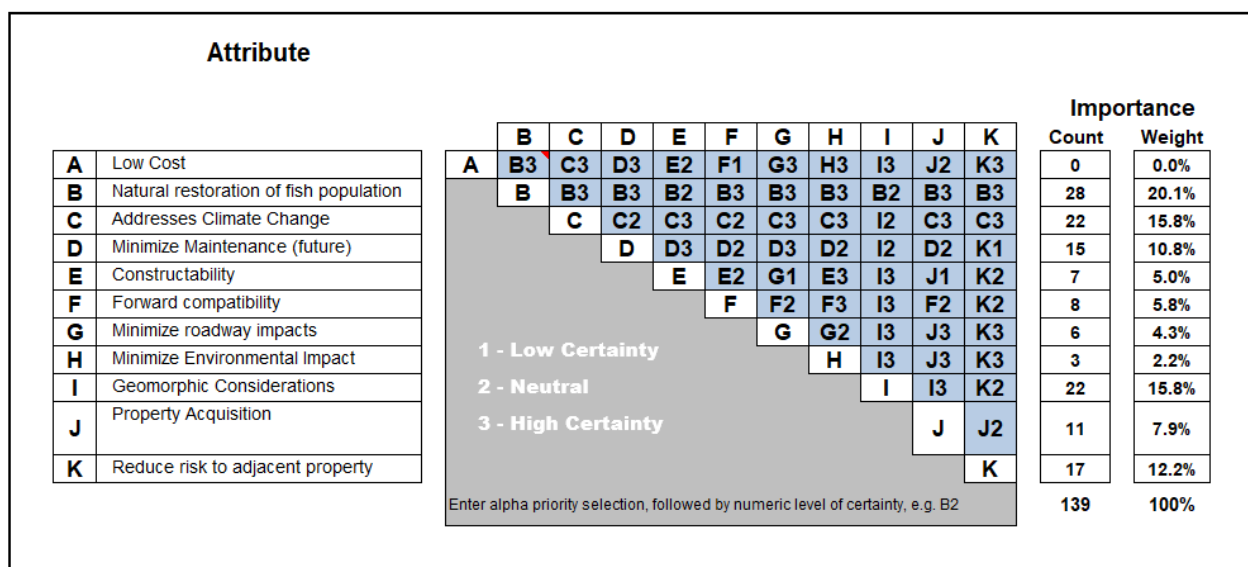 Attribute
Importance
B C D E F G H I J K Count Weight
A Low Cost A B3 C3 D3 E2 F1 G3 H3 I3 J2 K3 0 0.0%
B Natural restoration of fish population B B3 B3 B2 B3 B3 B3 B2 B3 B3 28 20.1%
C Addresses Climate Change C C2 C3 C2 C3 C3 I2 C3 C3 22 15.8%
D Minimize Maintenance (future) D D3 D2 D3 D2 I2 D2 K1 15 10.8%
E Constructability E E2 G1 E3 I3 J1 K2 7 5.0%
F Forward compatibility F F2 F3 I3 F2 K2 8 5.8%
G Minimize roadway impacts G G2 I3 J3 K3 6 4.3%
H Minimize Environmental Impact 1 - Low Certainty H I3 J3 K3 3 2.2%
I Geomorphic Considerations 2 - Neutral I I3 K2 22 15.8%
J Property Acquisition 3 - High Certainty J J2 11 7.9%
K Reduce risk to adjacent property K 17 12.2%
Enter alpha priority selection, followed by numeric level of certainty, e.g. B2 139 100%